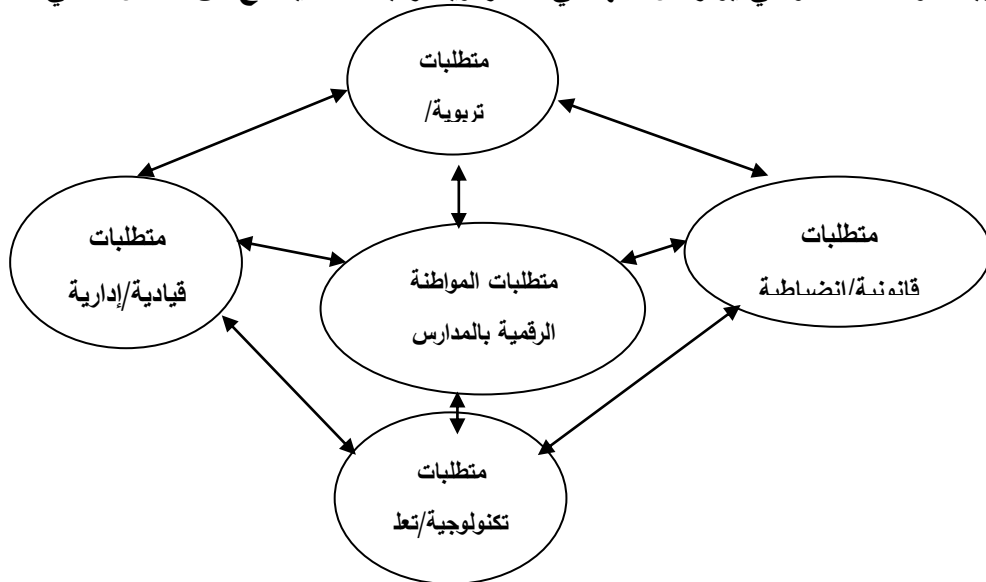 متطلبات
تربوية/
متطلبات
قانونية/انضباطية
متطلبات
قيادية/إدارية
متطلبات المواطنة
الرقمية بالمدارس
متطلبات
تكنولوجية/تعل